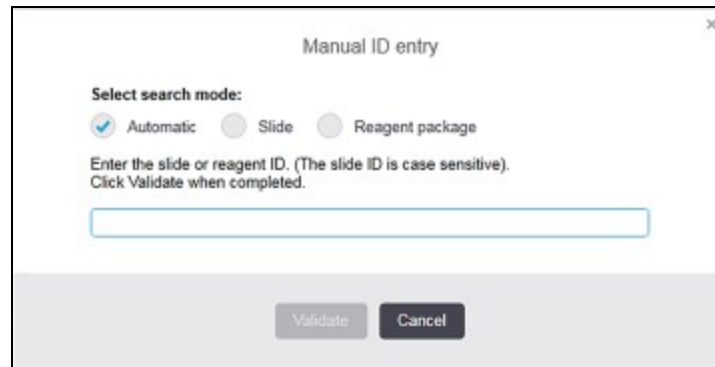 Manual ID entry
Select search mode:
Automatic Slide Reagent package
Enter the slide or reagent ID. (The slide ID is case sensitive).
Click Validate when completed.
Validate Cancel